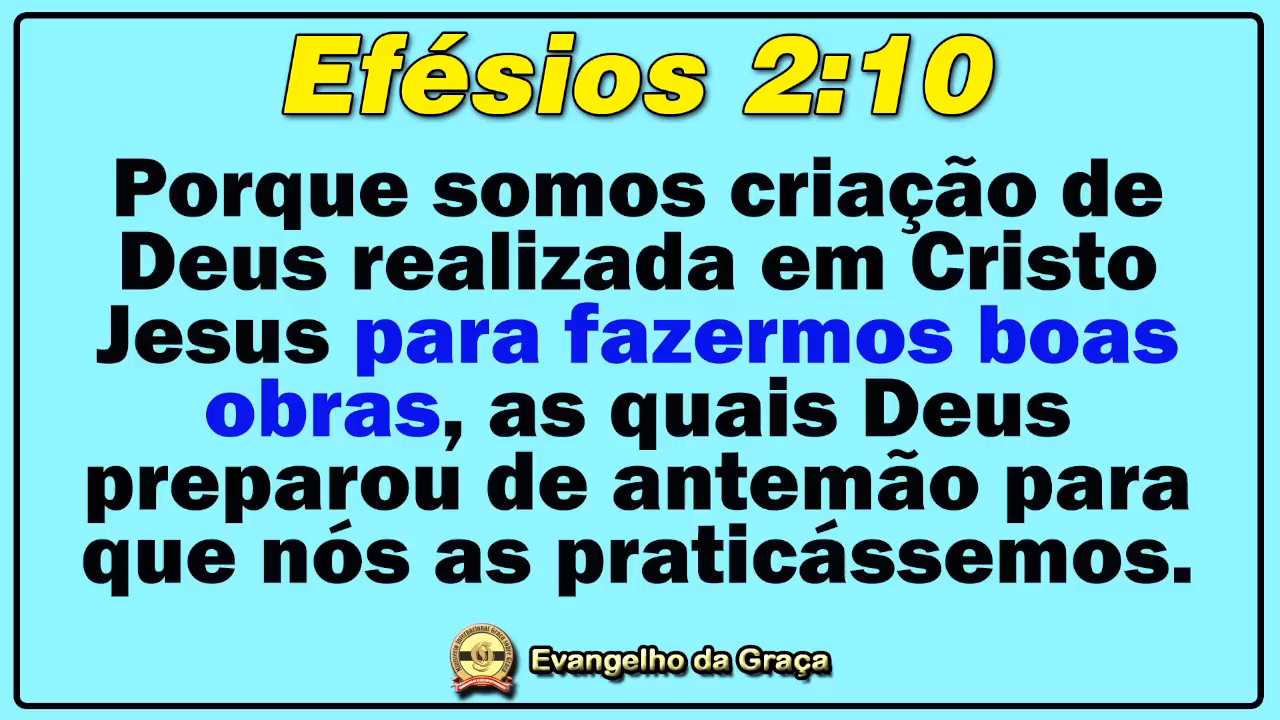 Efésios 2:10
Porque somos criação de
Deus realizada em Cristo
Jesus para fazermos boas
obras, as quais Deus
preparou de antemão para
que nós as praticássemos.
Evangelho da Graça